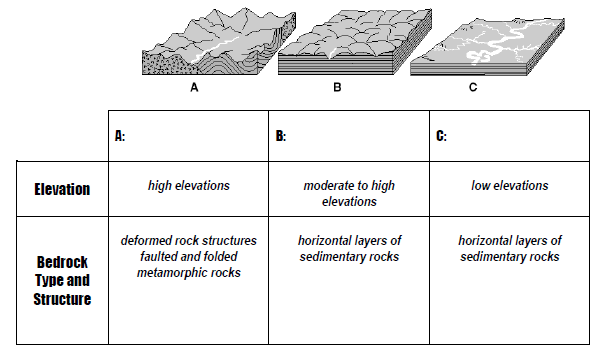 A
B
C
A:
B:
C:
Elevation
high elevations
moderate to high
elevations
low elevations
Bedrock
Type and
Structure
deformed rock structures
faulted and folded
metamorphic rocks
horizontal layers of
sedimentary rocks
horizontal layers of
sedimentary rocks